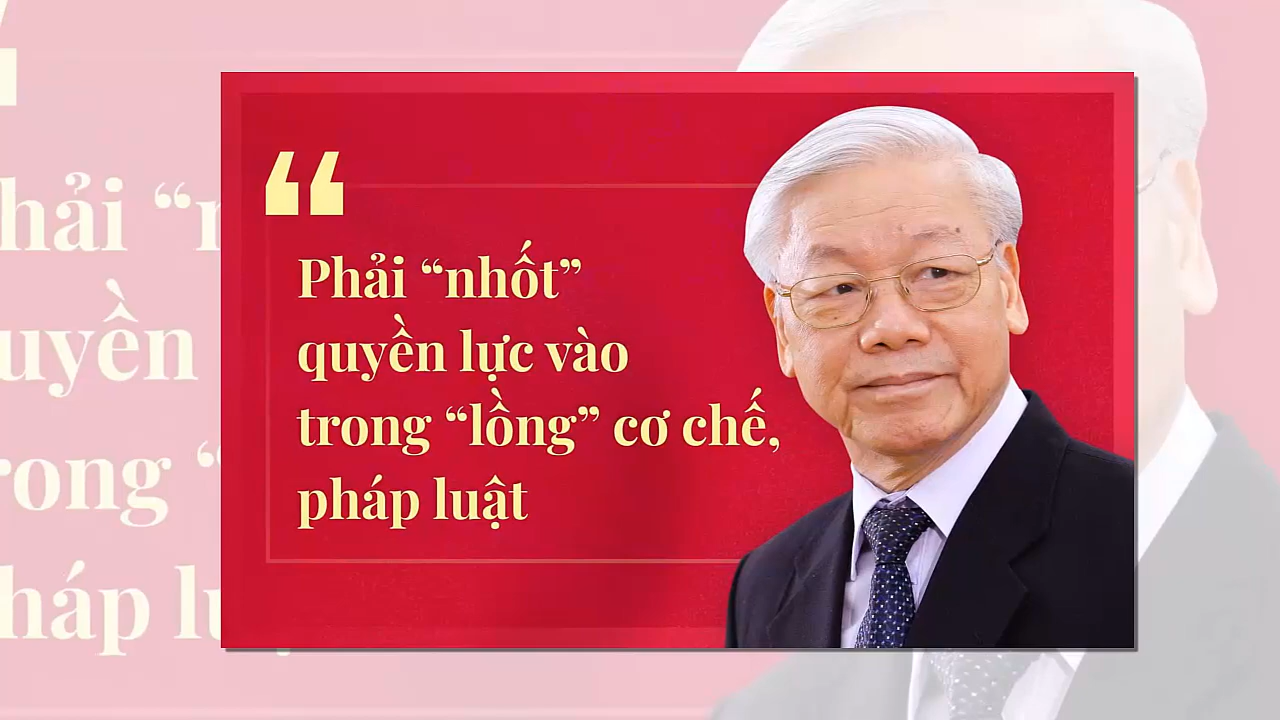 “
Phải “nhốt”
quyền lực vào
trong “lồng” cơ chế,
pháp luật